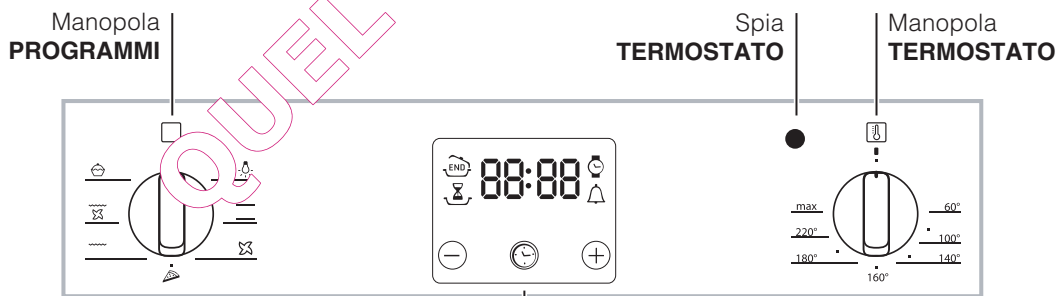 Manopola
PROGRAMMI
Spia
TERMOSTATO
Manopola
TERMOSTATO
QUEL
END
88:88
max
60°
220°
100°
180°
140°
160°